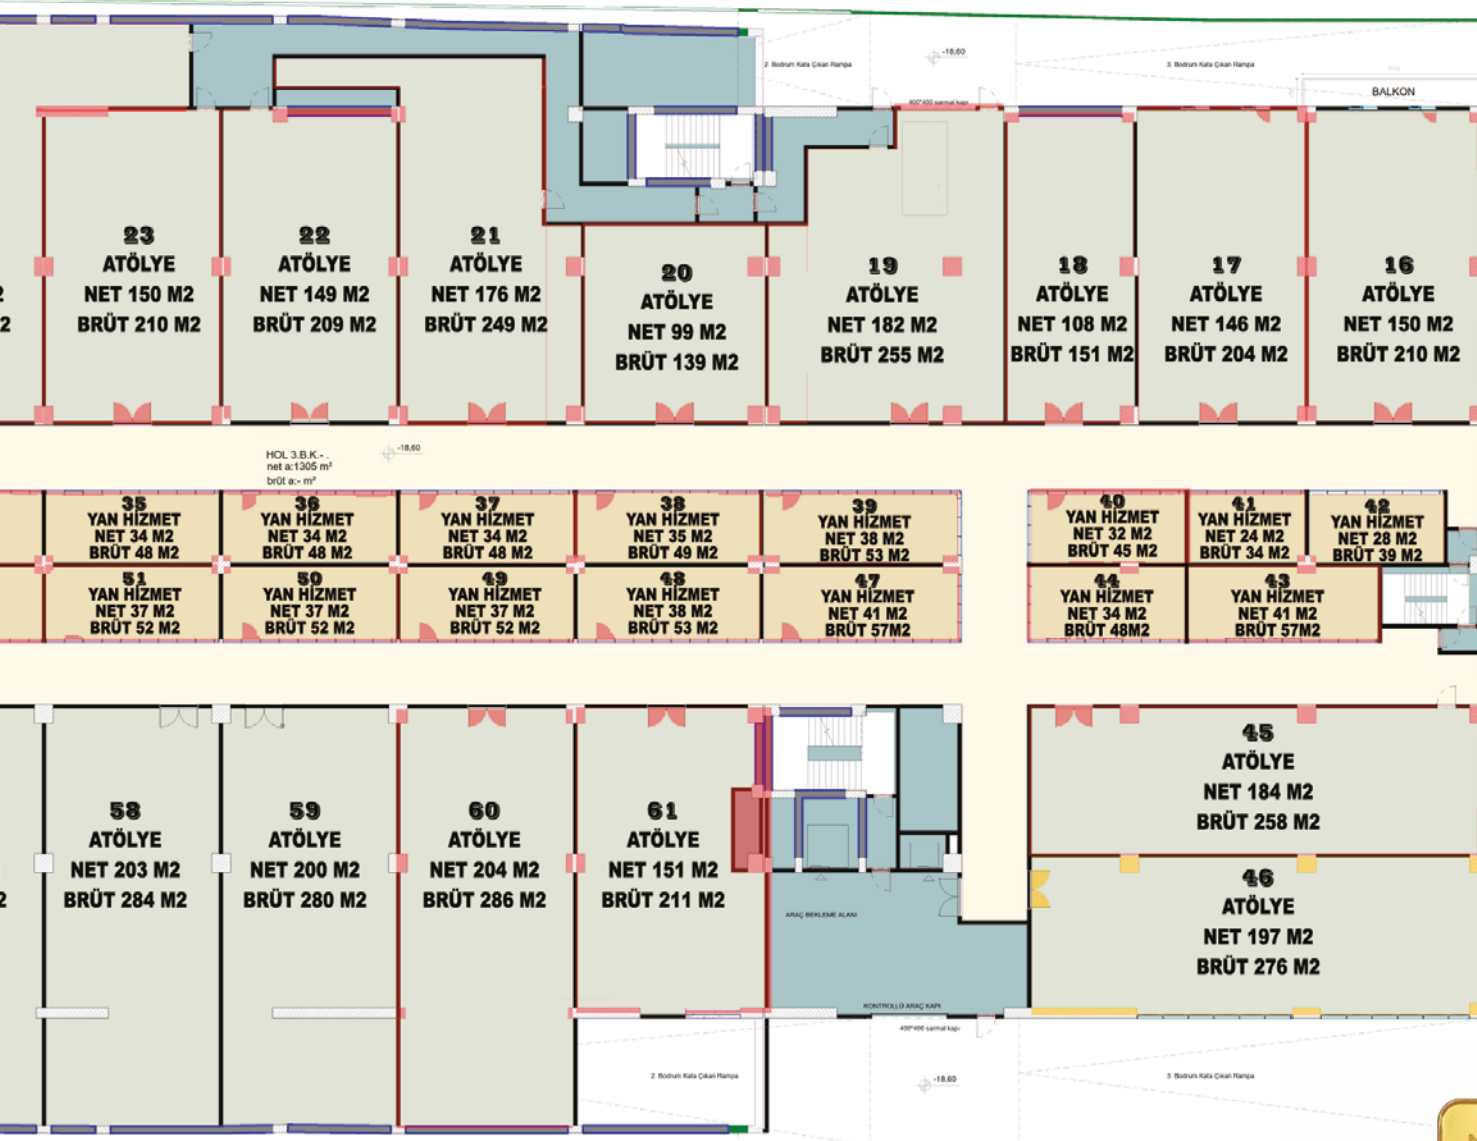 -18,60
2. Bodrum Kata Çıkan Rampa
3. Bodrum Kata Çıkan Rampa
BALKON
400*400 sarmal kapı
23
ATÖLYE
NET 150 M2
BRÜT 210 M2
22
ATÖLYE
NET 149 M2
BRÜT 209 M2
21
ATÖLYE
NET 176 M2
BRÜT 249 M2
20
ATÖLYE
NET 99 M2
BRÜT 139 M2
19
ATÖLYE
NET 182 M2
BRÜT 255 M2
18
ATÖLYE
NET 108 M2
BRÜT 151 M2
17
ATÖLYE
NET 146 M2
BRÜT 204 M2
16
ATÖLYE
NET 150 M2
BRÜT 210 M2
2
2
HOL 3.B.K.- .
net a:1305 m²
brüt a:- m²
-18,60
35
YAN HİZMET
NET 34 M2
BRÜT 48 M2
36
YAN HİZMET
NET 34 M2
BRÜT 48 M2
37
YAN HİZMET
NET 34 M2
BRÜT 48 M2
38
YAN HİZMET
NET 35 M2
BRÜT 49 M2
39
YAN HİZMET
NET 38 M2
BRÜT 53 M2
40
YAN HİZMET
NET 32 M2
BRÜT 45 M2
41
YAN HİZMET
NET 24 M2
BRÜT 34 M2
42
YAN HİZMET
NET 28 M2
BRÜT 39 M2
51
YAN HİZMET
NET 37 M2
BRÜT 52 M2
50
YAN HİZMET
NET 37 M2
BRÜT 52 M2
49
YAN HİZMET
NET 37 M2
BRÜT 52 M2
48
YAN HİZMET
NET 38 M2
BRÜT 53 M2
47
YAN HİZMET
NET 41 M2
BRÜT 57M2
44
YAN HİZMET
NET 34 M2
BRÜT 48M2
43
YAN HİZMET
NET 41 M2
BRÜT 57M2
58
ATÖLYE
NET 203 M2
BRÜT 284 M2
59
ATÖLYE
NET 200 M2
BRÜT 280 M2
60
ATÖLYE
NET 204 M2
BRÜT 286 M2
61
ATÖLYE
NET 151 M2
BRÜT 211 M2
45
ATÖLYE
NET 184 M2
BRÜT 258 M2
46
ATÖLYE
NET 197 M2
BRÜT 276 M2
2
ARAÇ BEKLEME ALANI
KONTROLLÜ ARAÇ KAPI
400*400 sarmal kapı
2. Bodrum Kata Çıkan Rampa
-18,60
3. Bodrum Kata Çıkan Rampa